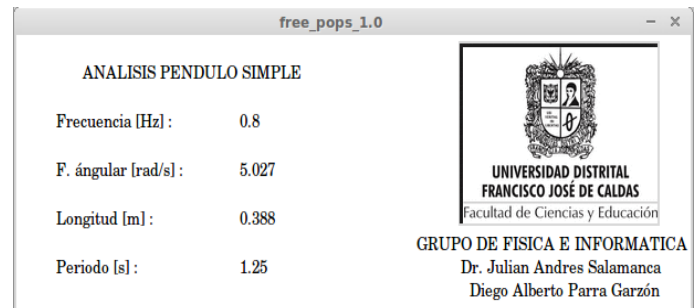 free_pops_1.0
ANALISIS PENDULO SIMPLE
Frecuencia [Hz] : 0.8
F. ángular [rad/s] : 5.027
Longitud [m] : 0.388
Periodo [s] : 1.25
UNIVERSIDAD DISTRITAL
FRANCISCO JOSÉ DE CALDAS
Facultad de Ciencias y Educación
GRUPO DE FISICA E INFORMATICA
Dr. Julian Andres Salamanca
Diego Alberto Parra Garzón